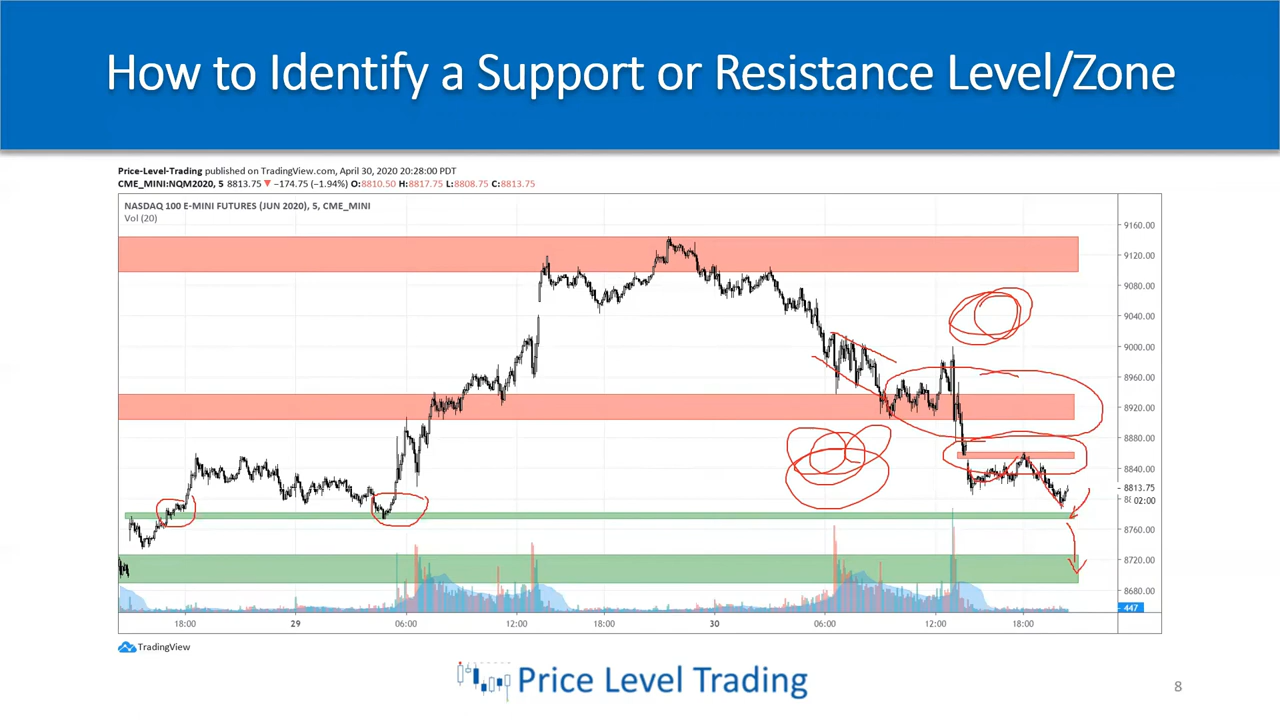 How to Identify a Support or Resistance Level/Zone
Price-Level-Trading published on TradingView.com, April 30, 2020 20:28:00 PDT
CME_MINI:NQM2020, 5 8813.75 ▼ −174.75 (−1.94%) O:8810.50 H:8817.75 L:8808.75 C:8813.75
NASDAQ 100 E-MINI FUTURES (JUN 2020), 5, CME_MINI
Vol (20)
9160.00
9120.00
9080.00
9040.00
9000.00
8960.00
8920.00
8880.00
8840.00
8813.75
02:00
8760.00
8720.00
8680.00
447
18:00 29 06:00 12:00 18:00 30 06:00 12:00 18:00
TradingView
Price Level Trading
8